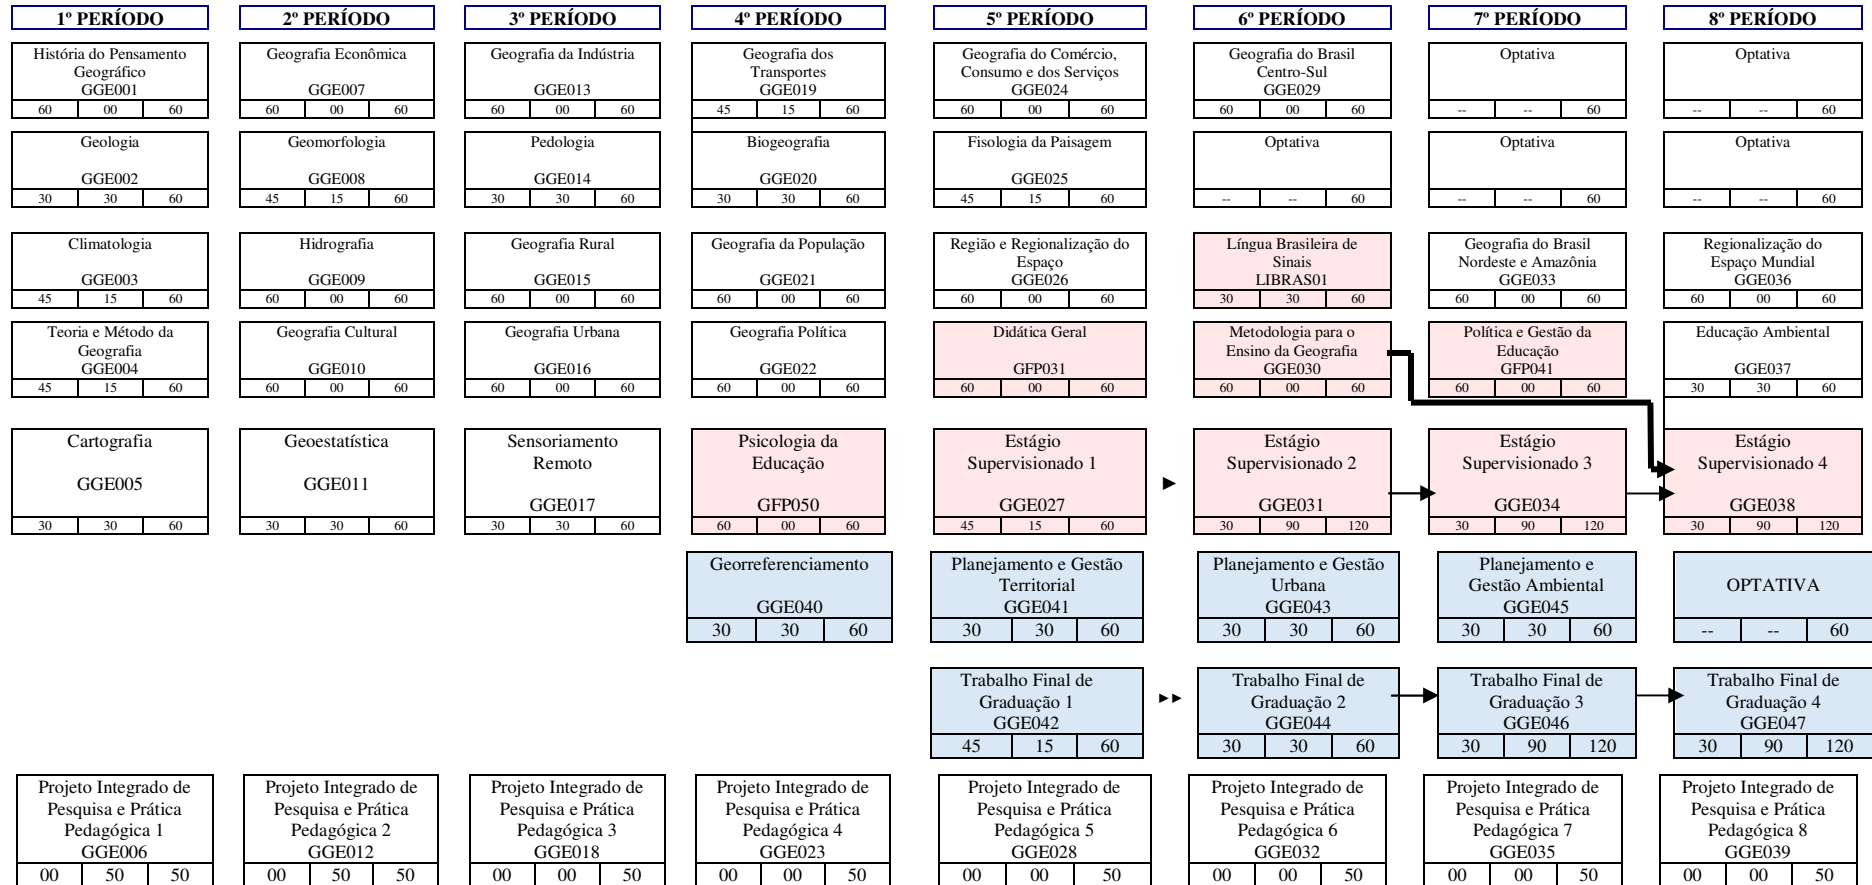 1º PERÍODO 2º PERÍODO 3º PERÍODO 4º PERÍODO 5º PERÍODO 6º PERÍODO 7º PERÍODO 8º PERÍODO
História do Pensamento
Geográfico
GGE001
60 00 60
Geografia Econômica
GGE007
60 00 60
Geografia da Indústria
GGE013
60 00 60
Geografia dos
Transportes
GGE019
45 15 60
Geografia do Comércio,
Consumo e dos Serviços
GGE024
60 00 60
Geografia do Brasil
Centro-Sul
GGE029
60 00 60
Optativa
-- -- 60
Optativa
-- -- 60
Geologia
GGE002
30 30 60
Geomorfologia
GGE008
45 15 60
Pedologia
GGE014
30 30 60
Biogeografia
GGE020
30 30 60
Fisologia da Paisagem
GGE025
45 15 60
Optativa
-- -- 60
Optativa
-- -- 60
Optativa
-- -- 60
Climatologia
GGE003
45 15 60
Hidrografia
GGE009
60 00 60
Geografia Rural
GGE015
60 00 60
Geografia da População
GGE021
60 00 60
Região e Regionalização do
Espaço
GGE026
60 00 60
Língua Brasileira de
Sinais
LIBRAS01
30 30 60
Geografia do Brasil
Nordeste e Amazônia
GGE033
60 00 60
Regionalização do
Espaço Mundial
GGE036
60 00 60
Teoria e Método da
Geografia
GGE004
45 15 60
Geografia Cultural
GGE010
60 00 60
Geografia Urbana
GGE016
60 00 60
Geografia Política
GGE022
60 00 60
Didática Geral
GFP031
60 00 60
Metodologia para o
Ensino da Geografia
GGE030
60 00 60
Política e Gestão da
Educação
GFP041
60 00 60
Educação Ambiental
GGE037
30 30 60
Cartografia
GGE005
30 30 60
Geoestatística
GGE011
30 30 60
Sensoriamento
Remoto
GGE017
30 30 60
Psicologia da
Educação
GFP050
60 00 60
Estágio
Supervisionado 1
GGE027
45 15 60
Estágio
Supervisionado 2
GGE031
30 90 120
Estágio
Supervisionado 3
GGE034
30 90 120
Estágio
Supervisionado 4
GGE038
30 90 120
Georreferenciamento
GGE040
30 30 60
Planejamento e Gestão
Territorial
GGE041
30 30 60
Planejamento e Gestão
Urbana
GGE043
30 30 60
Planejamento e
Gestão Ambiental
GGE045
30 30 60
OPTATIVA
-- -- 60
Trabalho Final de
Graduação 1
GGE042
45 15 60
Trabalho Final de
Graduação 2
GGE044
30 30 60
Trabalho Final de
Graduação 3
GGE046
30 90 120
Trabalho Final de
Graduação 4
GGE047
30 90 120
Projeto Integrado de
Pesquisa e Prática
Pedagógica 1
GGE006
00 50 50
Projeto Integrado de
Pesquisa e Prática
Pedagógica 2
GGE012
00 50 50
Projeto Integrado de
Pesquisa e Prática
Pedagógica 3
GGE018
00 00 50
Projeto Integrado de
Pesquisa e Prática
Pedagógica 4
GGE023
00 00 50
Projeto Integrado de
Pesquisa e Prática
Pedagógica 5
GGE028
00 00 50
Projeto Integrado de
Pesquisa e Prática
Pedagógica 6
GGE032
00 00 50
Projeto Integrado de
Pesquisa e Prática
Pedagógica 7
GGE035
00 00 50
Projeto Integrado de
Pesquisa e Prática
Pedagógica 8
GGE039
00 00 50